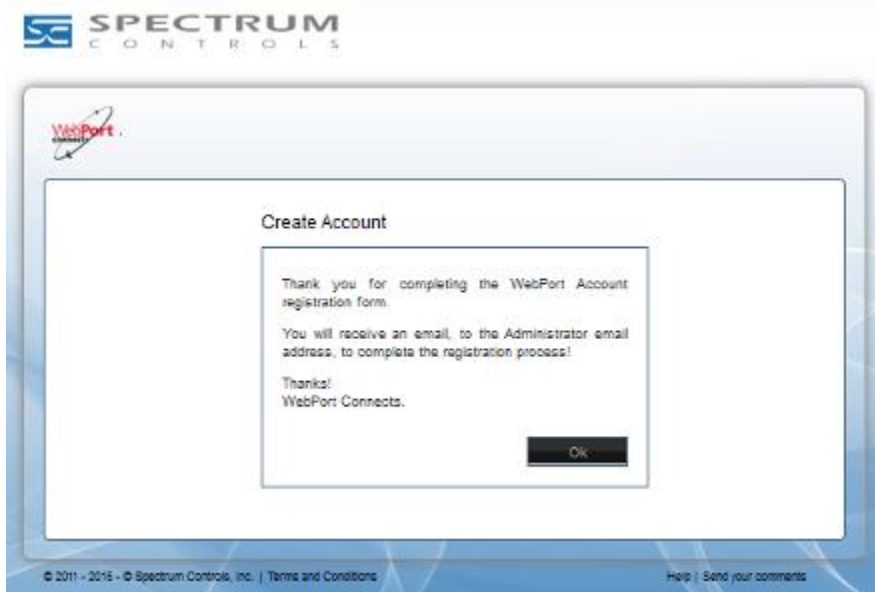 SPECTRUM
CONTROLS
WebPort
CONNECTS
Create Account
Thank you for completing the WebPort Account
registration form.
You will receive an email, to the Administrator email
address, to complete the registration process!
Thanks!
WebPort Connects.
Ok
© 2011 - 2015 - © Spectrum Controls, Inc. | Terms and Conditions
Help | Send your comments